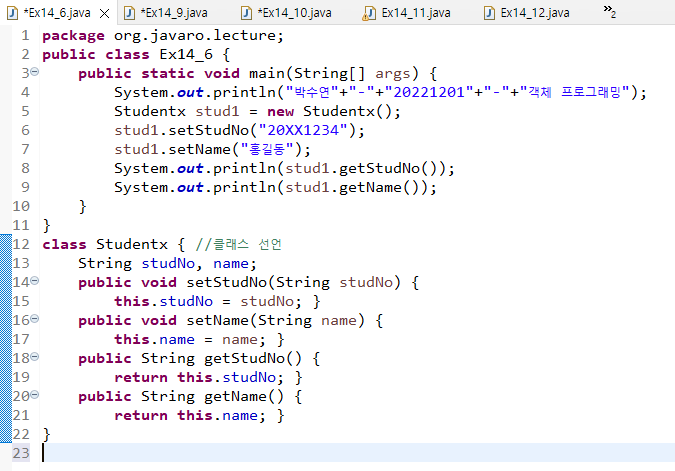 *Ex14_6.java *Ex14_9.java *Ex14_10.java Ex14_11.java Ex14_12.java »2
1 package org.javaro.lecture;
2 public class Ex14_6 {
3 public static void main(String[] args) {
4 System.out.println("박수연"+"-"+"20221201"+"-"+"객체 프로그래밍");
5 Studentx stud1 = new Studentx();
6 stud1.setStudNo("20XX1234");
7 stud1.setName("홍길동");
8 System.out.println(stud1.getStudNo());
9 System.out.println(stud1.getName());
10 }
11 }
12 class Studentx { //클래스 선언
13 String studNo, name;
14 public void setStudNo(String studNo) {
15 this.studNo = studNo; }
16 public void setName(String name) {
17 this.name = name; }
18 public String getStudNo() {
19 return this.studNo; }
20 public String getName() {
21 return this.name; }
22 }
23